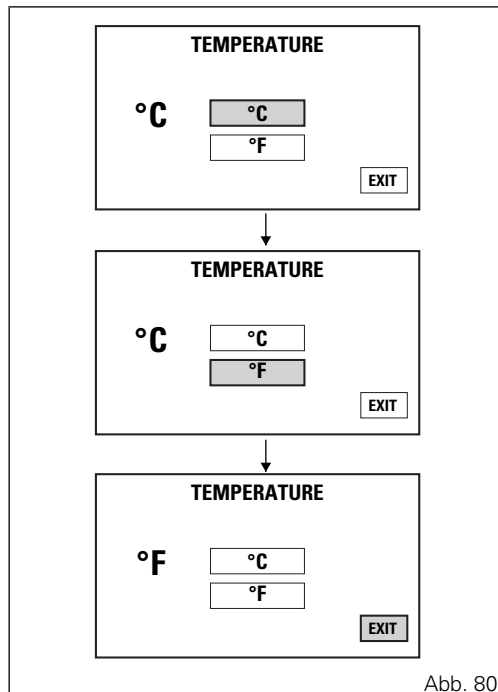 TEMPERATURE
°C °C
°F
EXIT
TEMPERATURE
°C °C
°F
EXIT
TEMPERATURE
°F °C
°F
EXIT
Abb. 80